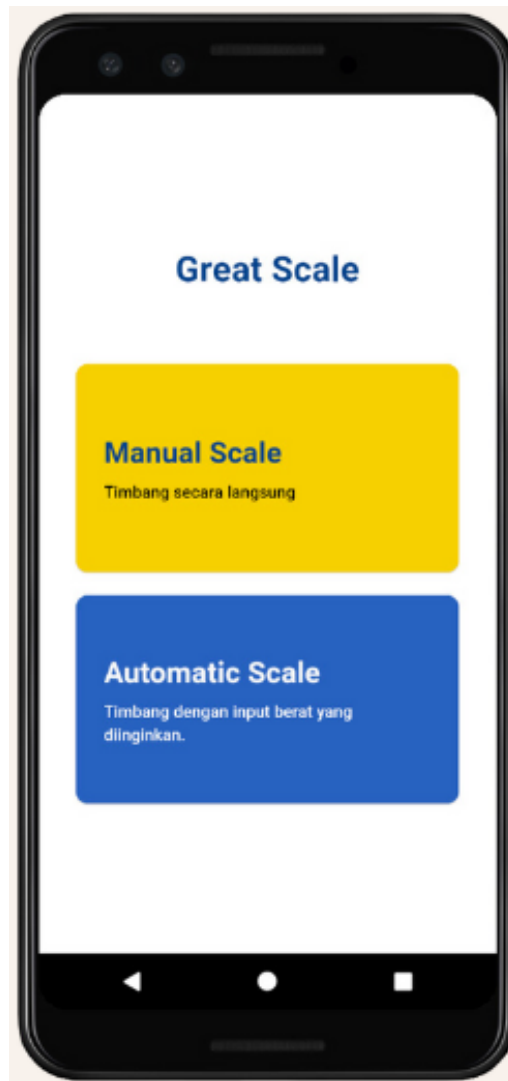 Great Scale
Manual Scale
Timbang secara langsung
Automatic Scale
Timbang dengan input berat yang
diinginkan.